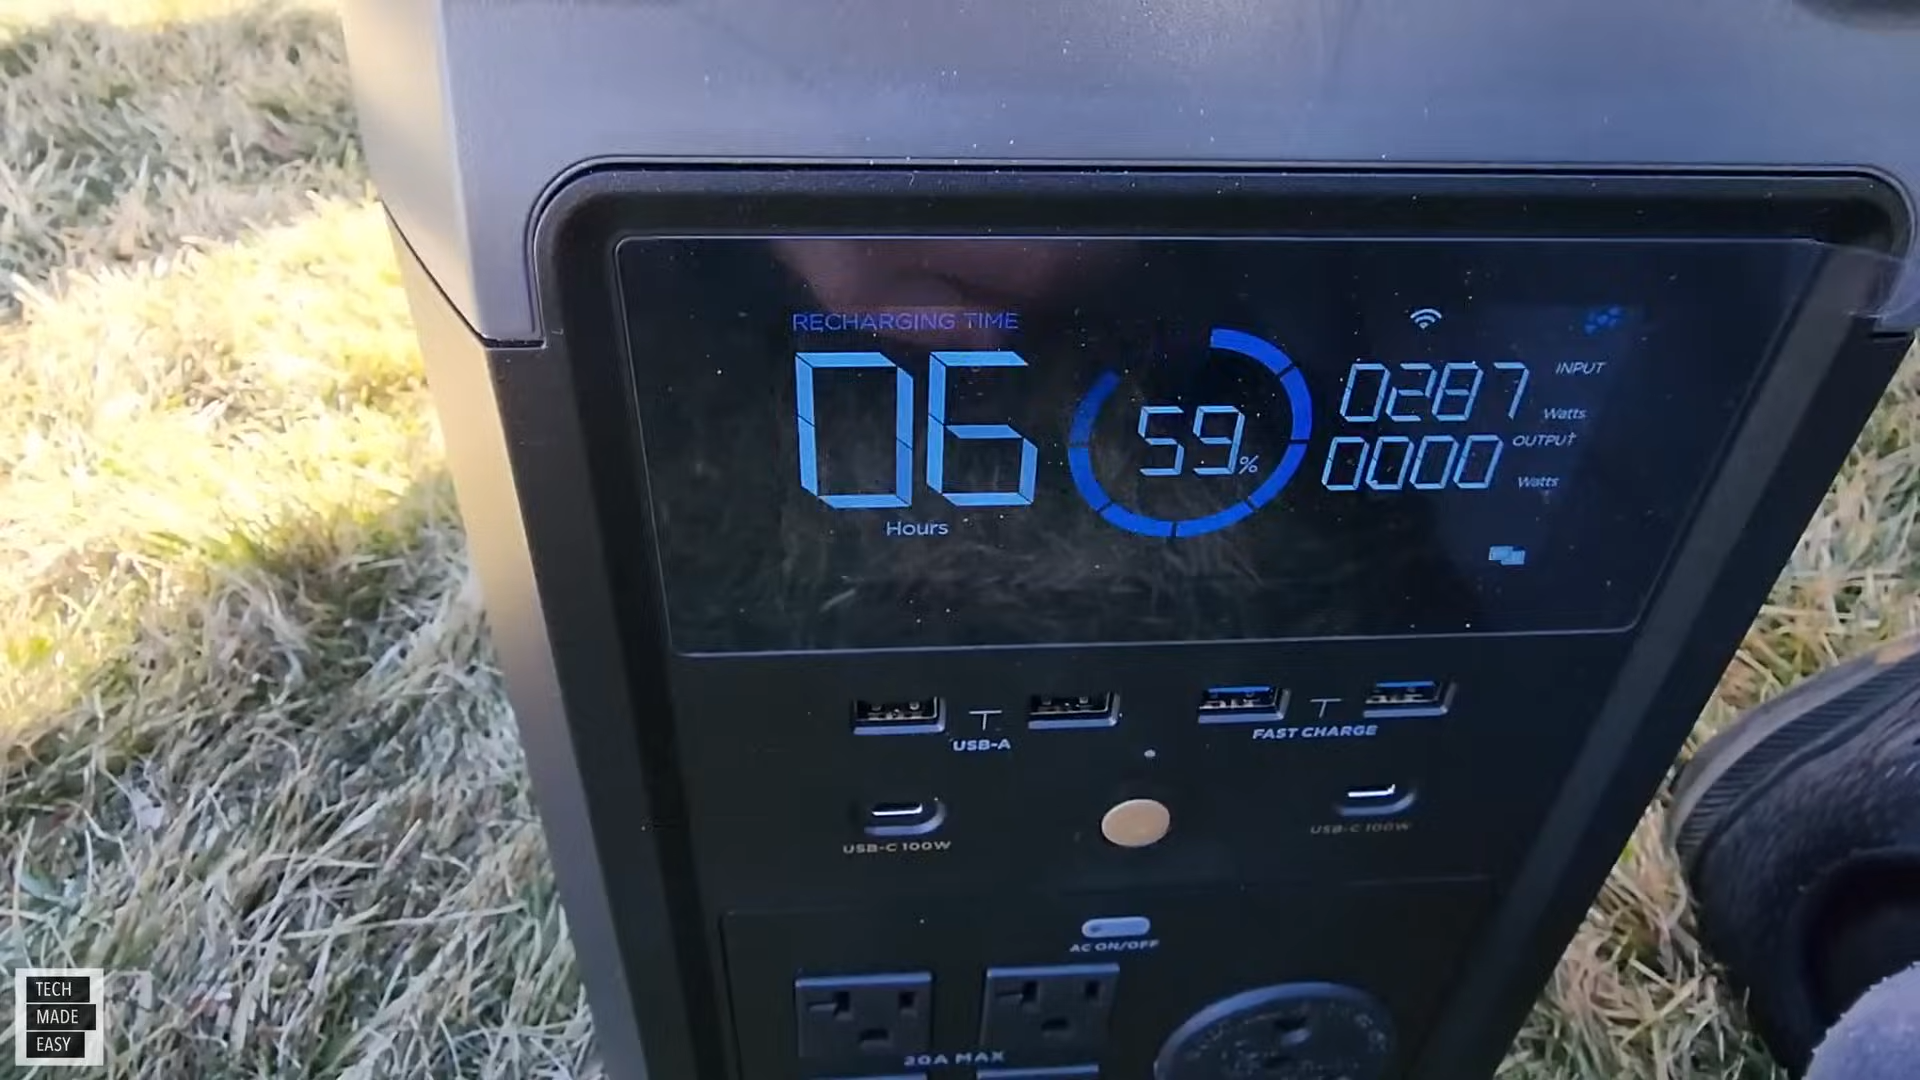 RECHARGING TIME
06
Hours
59%
0287
INPUT
Watts
0000
OUTPUT
Watts
USB-A
FAST CHARGE
USB-C 100W
USB-C 100W
AC ON/OFF
20A MAX
TECH
MADE
EASY